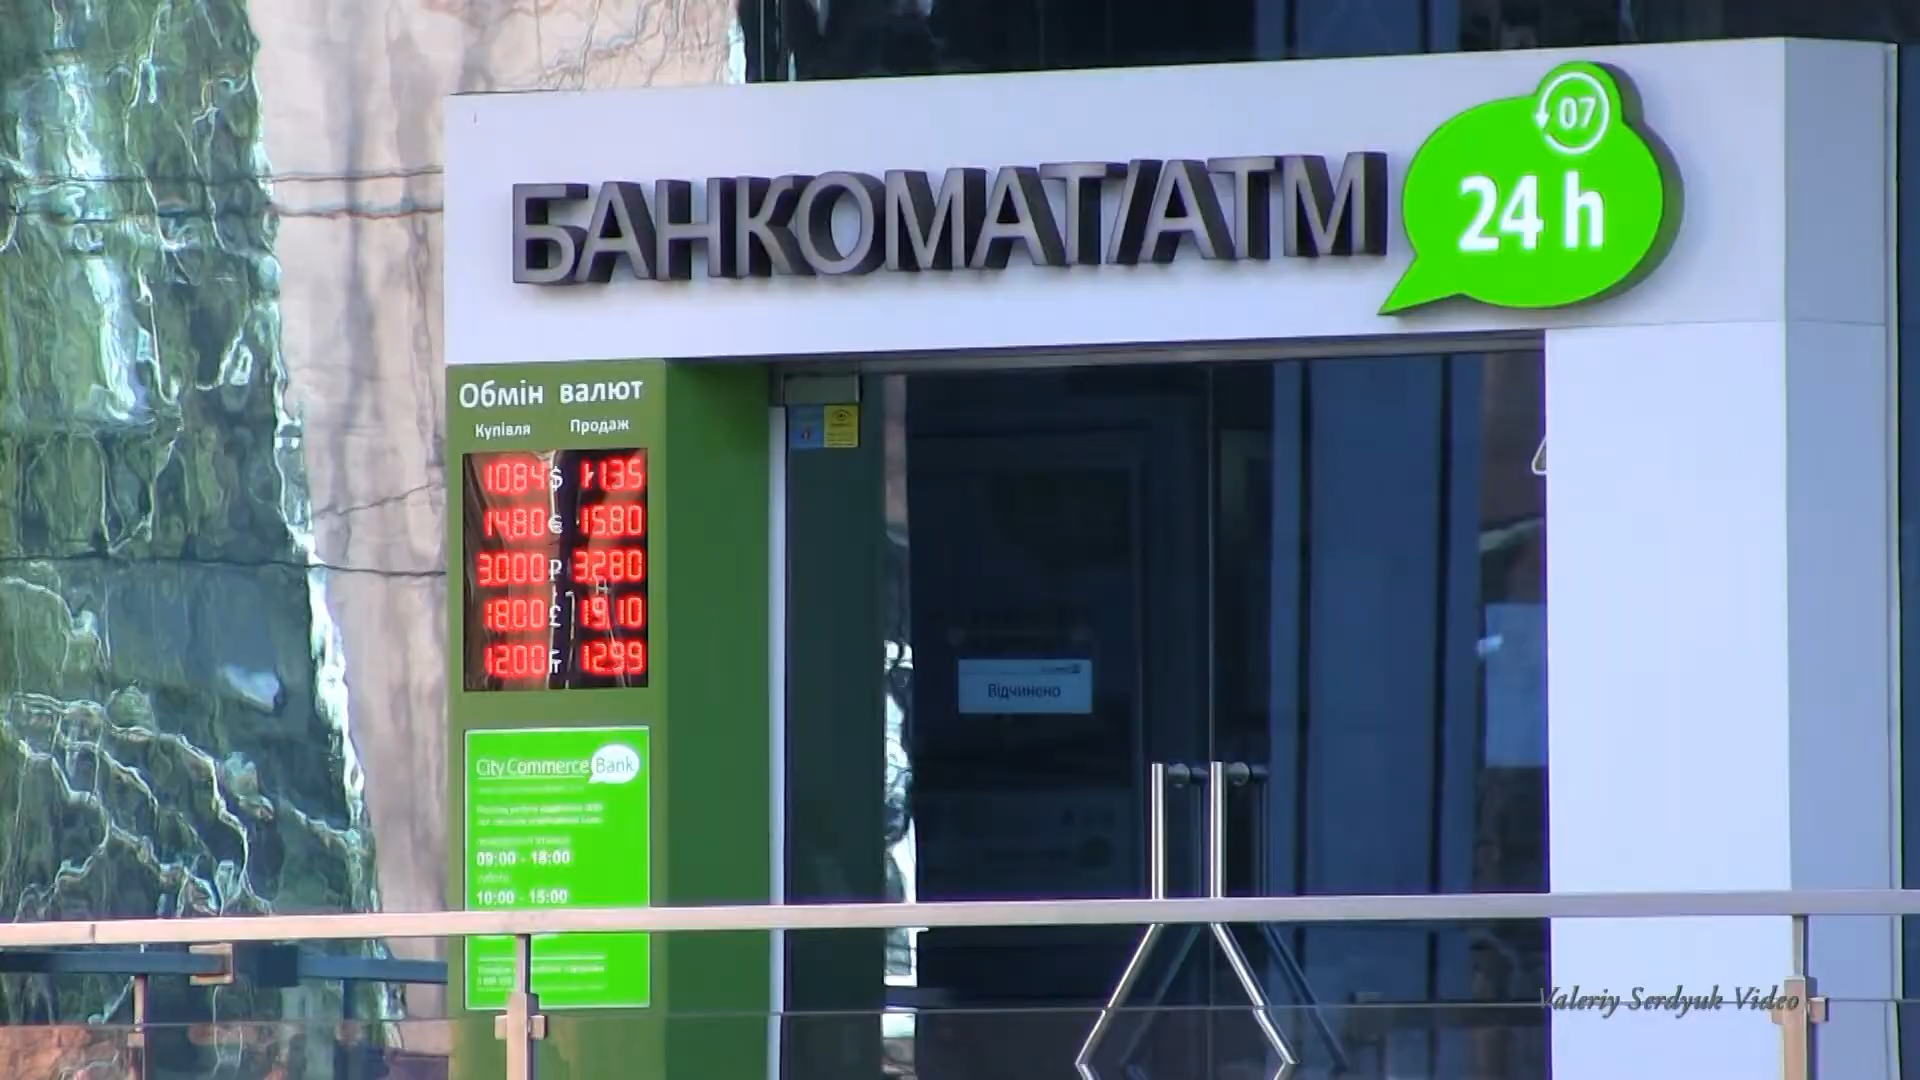 07
БАНКОМАТ/ATM
24 h
Обмін валют
Купівля Продаж
10.84 $ 11.35
14.80 € 15.80
3.000 ₽ 3.280
18.00 £ 19.10
12.00 ₣ 12.99
Відчинено
City Commerce Bank
09:00 - 18:00
10:00 - 15:00
Valeriy Serdyuk Video